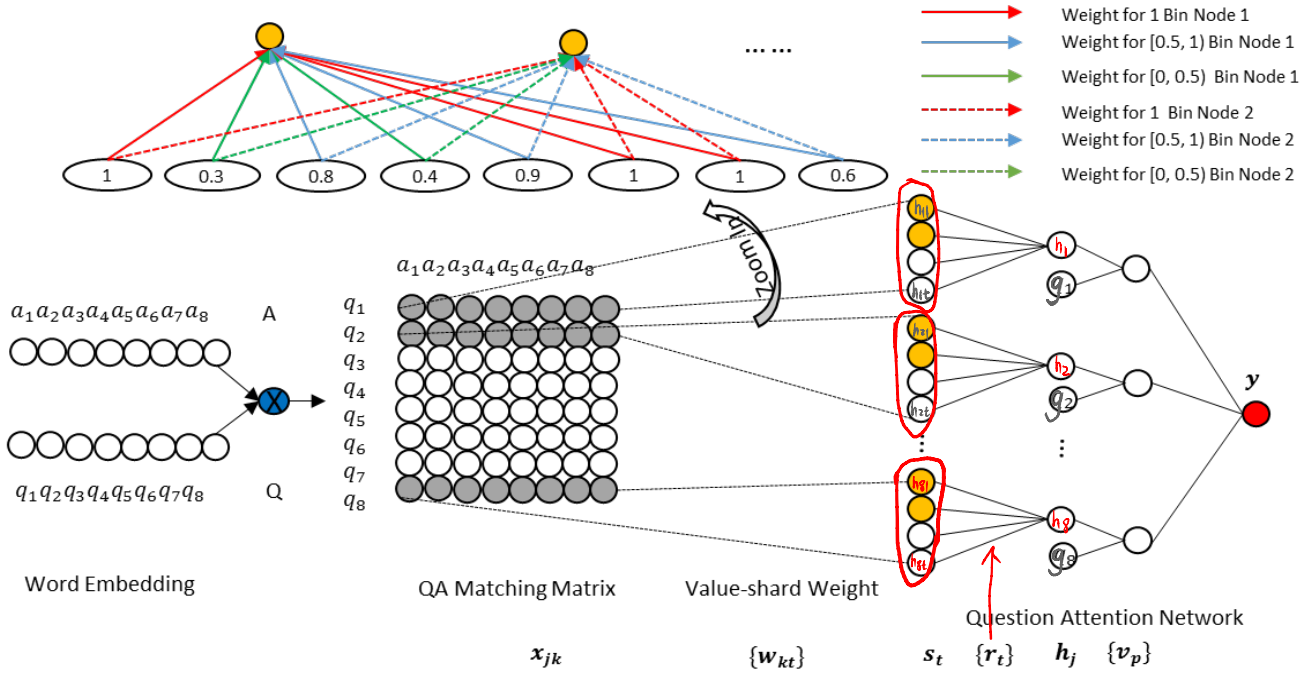 Weight for 1 Bin Node 1
Weight for [0.5, 1) Bin Node 1
Weight for [0, 0.5) Bin Node 1
Weight for 1 Bin Node 2
Weight for [0.5, 1) Bin Node 2
Weight for [0, 0.5) Bin Node 2
... ...
1 0.3 0.8 0.4 0.9 1 1 0.6
Zoom In
a₁a₂a₃a₄a₅a₆a₇a₈ A
q₁q₂q₃q₄q₅q₆q₇q₈ Q
X
a₁a₂a₃a₄a₅a₆a₇a₈
q₁
q₂
q₃
q₄
q₅
q₆
q₇
q₈
h₁₁
h₁ₜ
h₂₁
h₂ₜ
⋮
h₈₁
h₈ₜ
h₁
g₁
h₂
g₂
⋮
h₈
g₈
y
Word Embedding
QA Matching Matrix
Value-shard Weight
Question Attention Network
xⱼₖ {wₖₜ} sₜ {rₜ} hⱼ {vₚ}